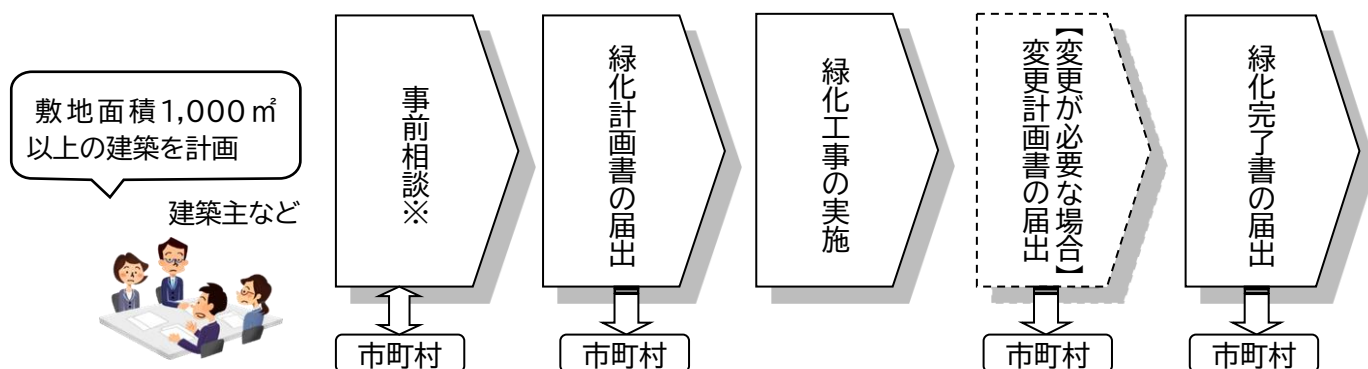 敷地面積1,000㎡
以上の建築を計画
建築主など
事前相談※
市町村
緑化計画書の届出
市町村
緑化工事の実施
【変更が必要な場合】
変更計画書の届出
市町村
緑化完了書の届出
市町村